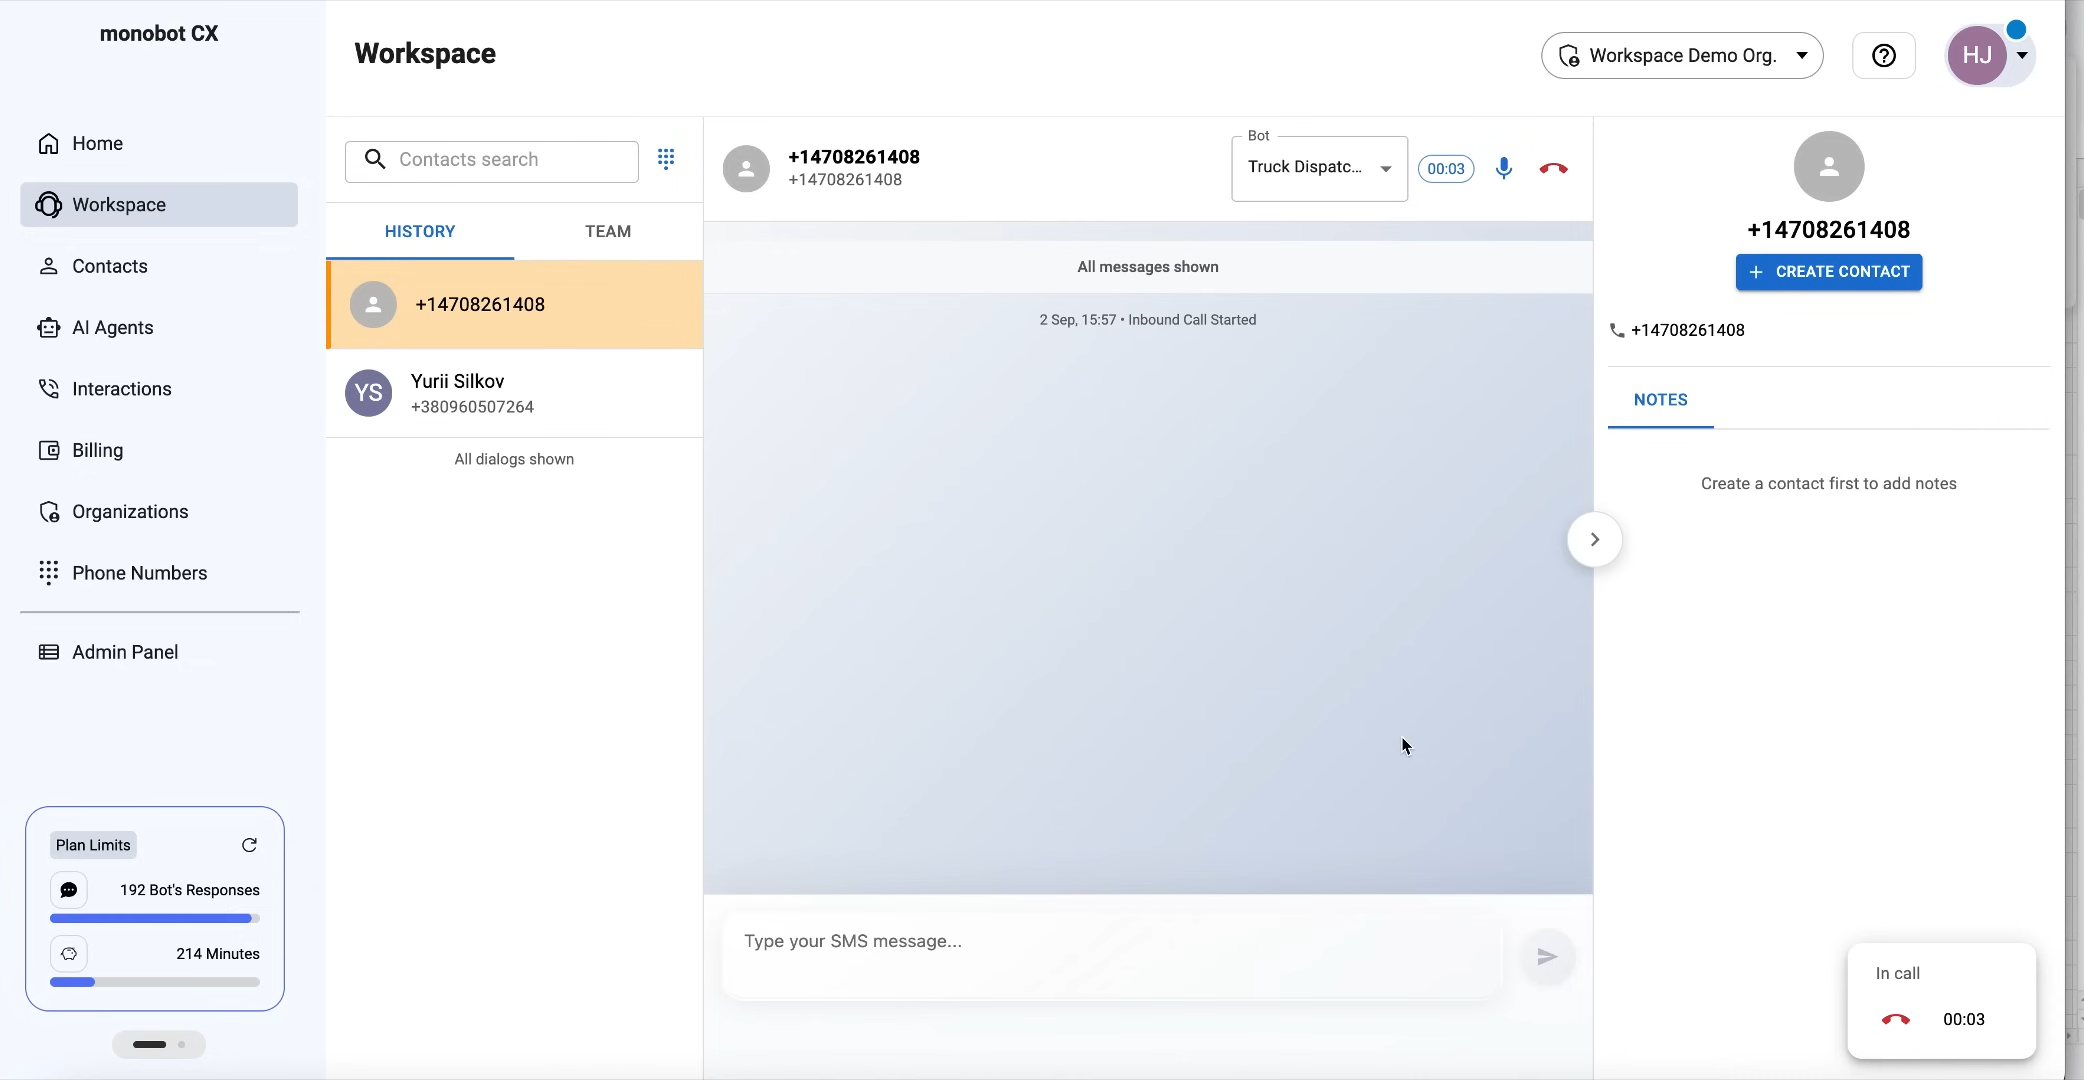 monobot CX
Home
Workspace
Contacts
AI Agents
Interactions
Billing
Organizations
Phone Numbers
Admin Panel
Plan Limits
192 Bot's Responses
214 Minutes
Workspace
Workspace Demo Org.
HJ
Contacts search
HISTORY
TEAM
+14708261408
YS
Yurii Silkov
+380960507264
All dialogs shown
+14708261408
+14708261408
Bot
Truck Dispatc...
00:03
All messages shown
2 Sep, 15:57 • Inbound Call Started
Type your SMS message...
+14708261408
+ CREATE CONTACT
+14708261408
NOTES
Create a contact first to add notes
In call
00:03